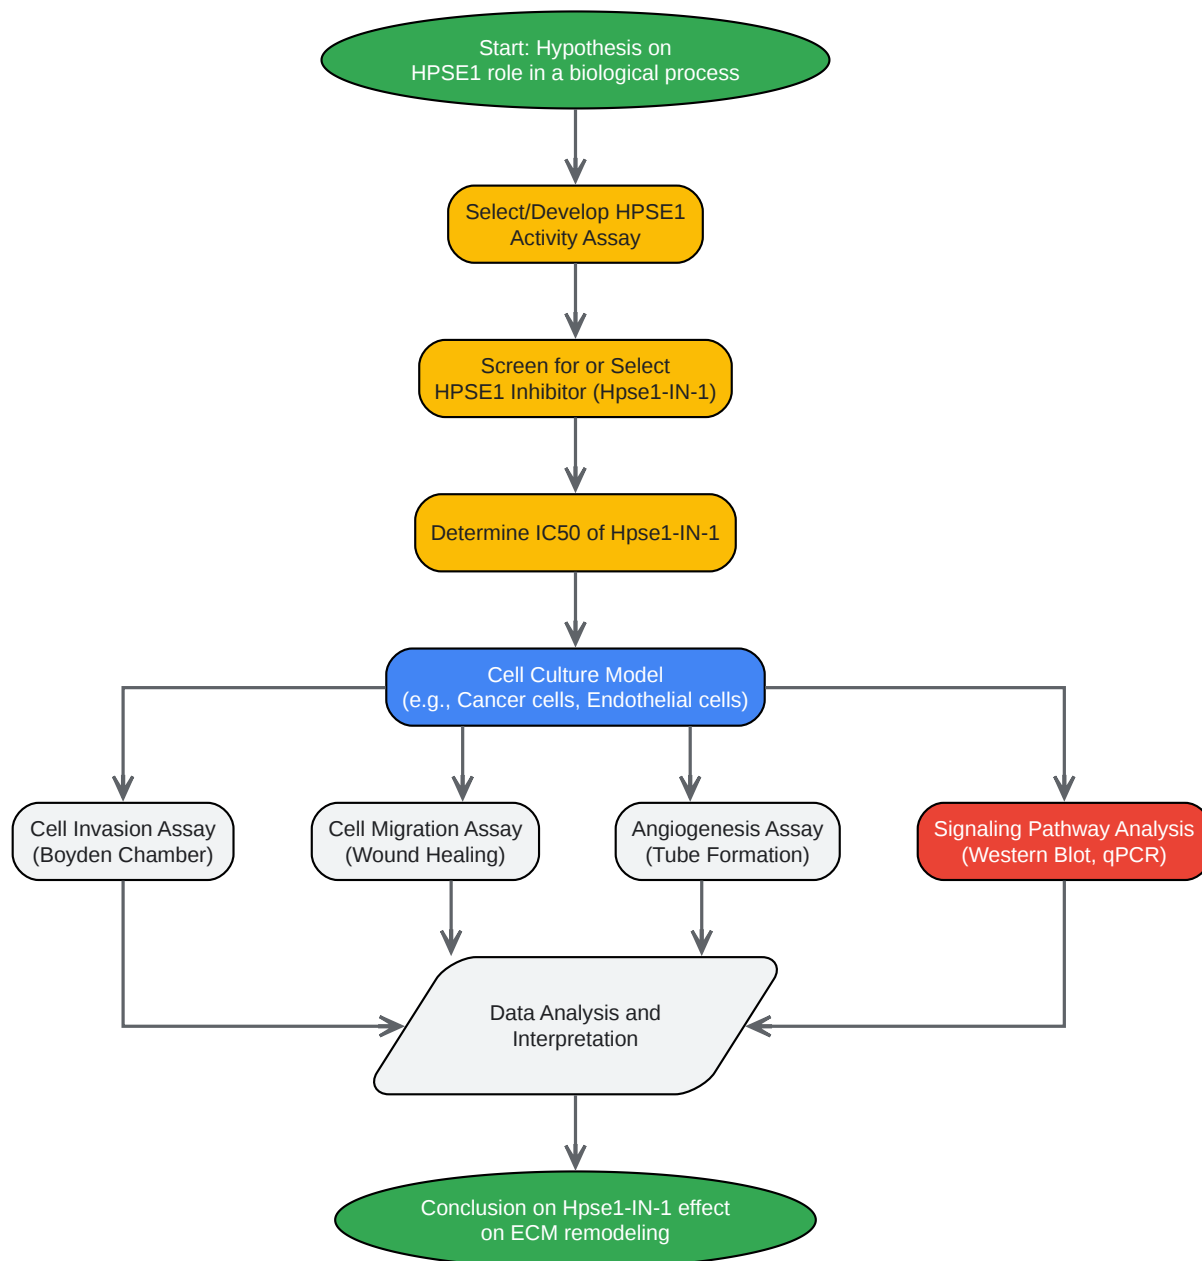 Start: Hypothesis on
HPSE1 role in a biological process
Select/Develop HPSE1
Activity Assay
Screen for or Select
HPSE1 Inhibitor (Hpse1-IN-1)
Determine IC50 of Hpse1-IN-1
Cell Culture Model
(e.g., Cancer cells, Endothelial cells)
Cell Invasion Assay
(Boyden Chamber)
Cell Migration Assay
(Wound Healing)
Angiogenesis Assay
(Tube Formation)
Signaling Pathway Analysis
(Western Blot, qPCR)
Data Analysis and
Interpretation
Conclusion on Hpse1-IN-1 effect
on ECM remodeling